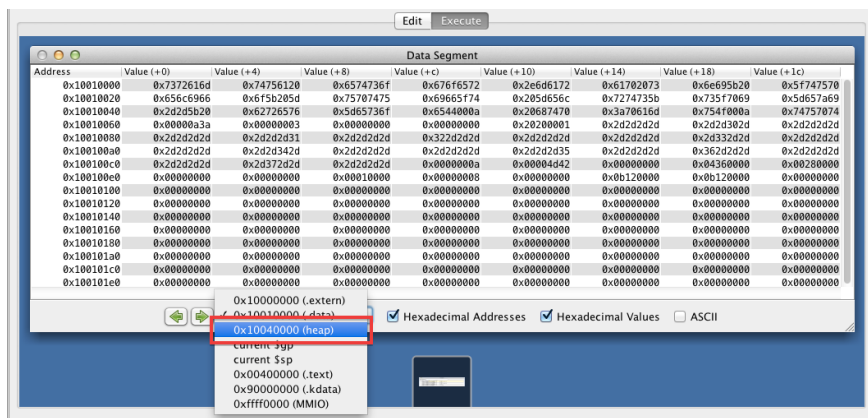 Edit Execute
Data Segment
Address Value (+0) Value (+4) Value (+8) Value (+c) Value (+10) Value (+14) Value (+18) Value (+1c)
0x10010000 0x7372616d 0x74756120 0x6574736f 0x676f6572 0x2e6d6172 0x61702073 0x6e695b20 0x5f747570
0x10010020 0x656c6966 0x6f5b205d 0x75707475 0x69665f74 0x205d656c 0x7274735b 0x735f7069 0x5d657a69
0x10010040 0x2d2d5b20 0x62726576 0x5d65736f 0x6544000a 0x20687470 0x3a70616d 0x754f000a 0x74757074
0x10010060 0x00000a3a 0x00000003 0x00000000 0x00000000 0x20200001 0x2d2d2d2d 0x2d2d302d 0x2d2d2d2d
0x10010080 0x2d2d2d2d 0x2d2d2d31 0x2d2d2d2d 0x322d2d2d 0x2d2d2d2d 0x2d2d2d2d 0x2d332d2d 0x2d2d2d2d
0x100100a0 0x2d2d2d2d 0x2d2d342d 0x2d2d2d2d 0x2d2d2d2d 0x2d2d2d35 0x2d2d2d2d 0x362d2d2d 0x2d2d2d2d
0x100100c0 0x2d2d2d2d 0x2d372d2d 0x2d2d2d2d 0x0000000a 0x00004d42 0x00000000 0x04360000 0x00280000
0x100100e0 0x00000000 0x00000000 0x00010000 0x00000008 0x00000000 0x0b120000 0x0b120000 0x00000000
0x10010100 0x00000000 0x00000000 0x00000000 0x00000000 0x00000000 0x00000000 0x00000000 0x00000000
0x10010120 0x00000000 0x00000000 0x00000000 0x00000000 0x00000000 0x00000000 0x00000000 0x00000000
0x10010140 0x00000000 0x00000000 0x00000000 0x00000000 0x00000000 0x00000000 0x00000000 0x00000000
0x10010160 0x00000000 0x00000000 0x00000000 0x00000000 0x00000000 0x00000000 0x00000000 0x00000000
0x10010180 0x00000000 0x00000000 0x00000000 0x00000000 0x00000000 0x00000000 0x00000000 0x00000000
0x100101a0 0x00000000 0x00000000 0x00000000 0x00000000 0x00000000 0x00000000 0x00000000 0x00000000
0x100101c0 0x00000000 0x00000000 0x00000000 0x00000000 0x00000000 0x00000000 0x00000000 0x00000000
0x100101e0 0x00000000 0x00000000 0x00000000 0x00000000 0x00000000 0x00000000 0x00000000 0x00000000
0x10000000 (.extern)
0x10010000 (.data) Hexadecimal Addresses Hexadecimal Values ASCII
0x10040000 (heap)
current $gp
current $sp
0x00400000 (.text)
0x90000000 (.kdata)
0xffff0000 (MMIO)